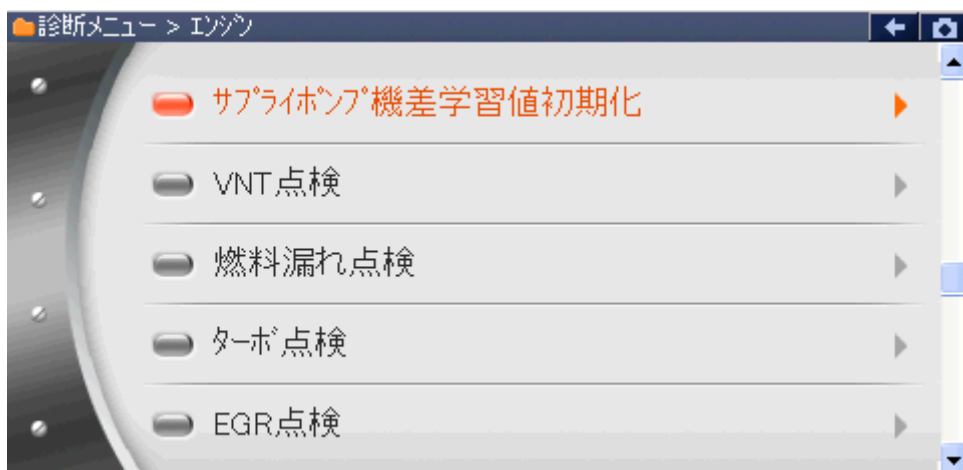 診断メニュー > ｴﾝｼﾞﾝ
ｻﾌﾟﾗｲﾎﾟﾝﾌﾟ機差学習値初期化
VNT点検
燃料漏れ点検
ﾀｰﾎﾞ点検
EGR点検